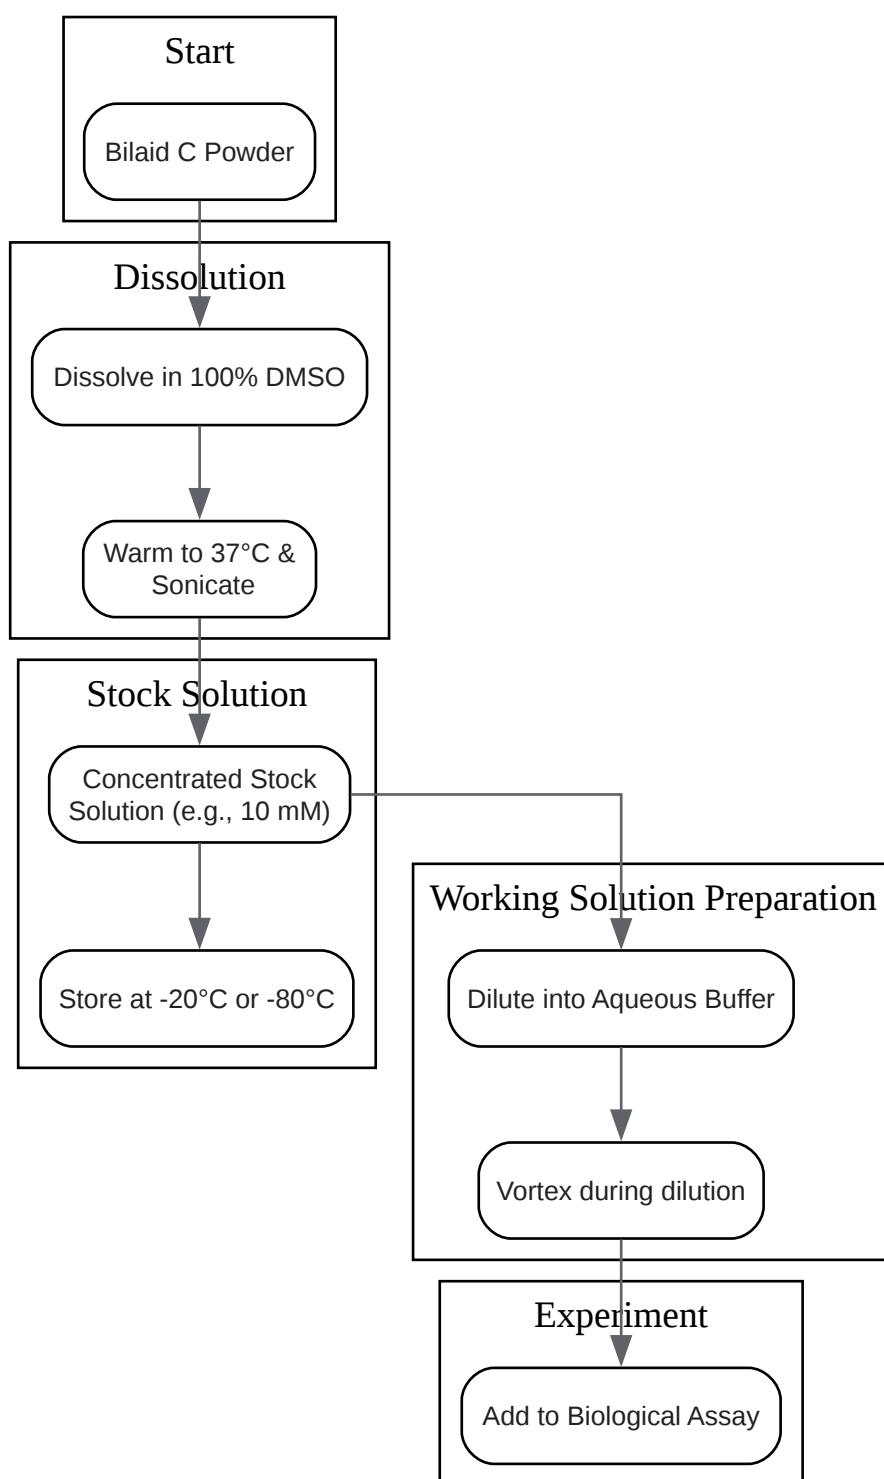 Start
Bilaid C Powder
Dissolution
Dissolve in 100% DMSO
Warm to 37°C &
Sonicate
Stock Solution
Concentrated Stock
Solution (e.g., 10 mM)
Store at -20°C or -80°C
Working Solution Preparation
Dilute into Aqueous Buffer
Vortex during dilution
Experiment
Add to Biological Assay